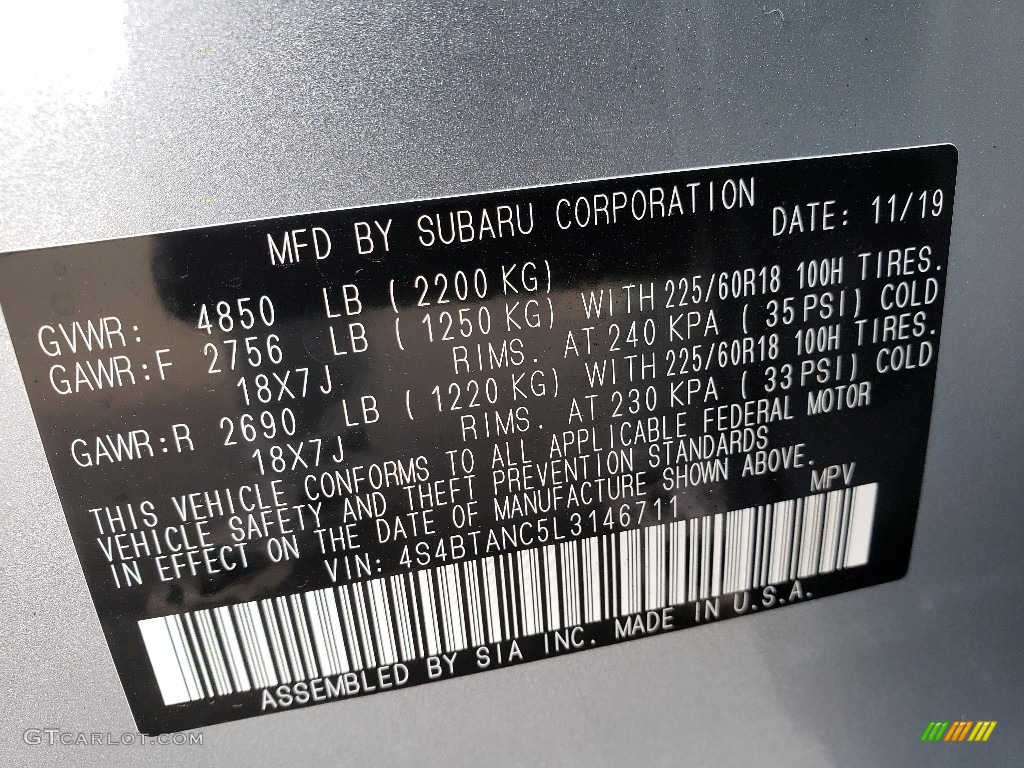 MFD BY SUBARU CORPORATION DATE: 11/19
GVWR: 4850 LB ( 2200 KG)
GAWR:F 2756 LB ( 1250 KG) WITH 225/60R18 100H TIRES.
18X7J RIMS. AT 240 KPA ( 35 PSI) COLD
GAWR:R 2690 LB ( 1220 KG) WITH 225/60R18 100H TIRES.
18X7J RIMS. AT 230 KPA ( 33 PSI) COLD
THIS VEHICLE CONFORMS TO ALL APPLICABLE FEDERAL MOTOR
VEHICLE SAFETY AND THEFT PREVENTION STANDARDS
IN EFFECT ON THE DATE OF MANUFACTURE SHOWN ABOVE.
VIN: 4S4BTANC5L3146711 MPV
ASSEMBLED BY SIA INC. MADE IN U.S.A.
GTCarLot.com